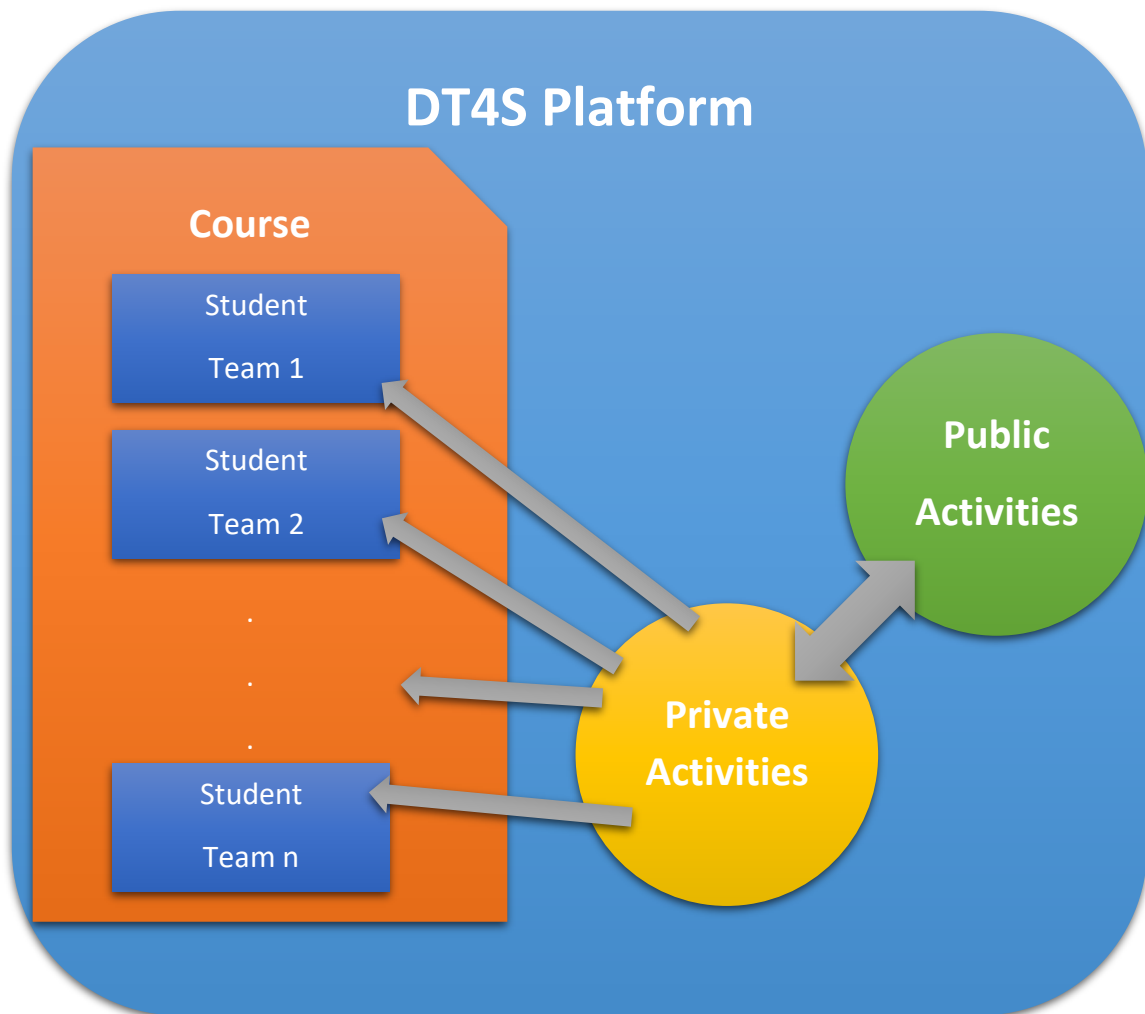 DT4S Platform
Course
Student
Team 1
Student
Team 2
.
.
.
Student
Team n
Public
Activities
Private
Activities